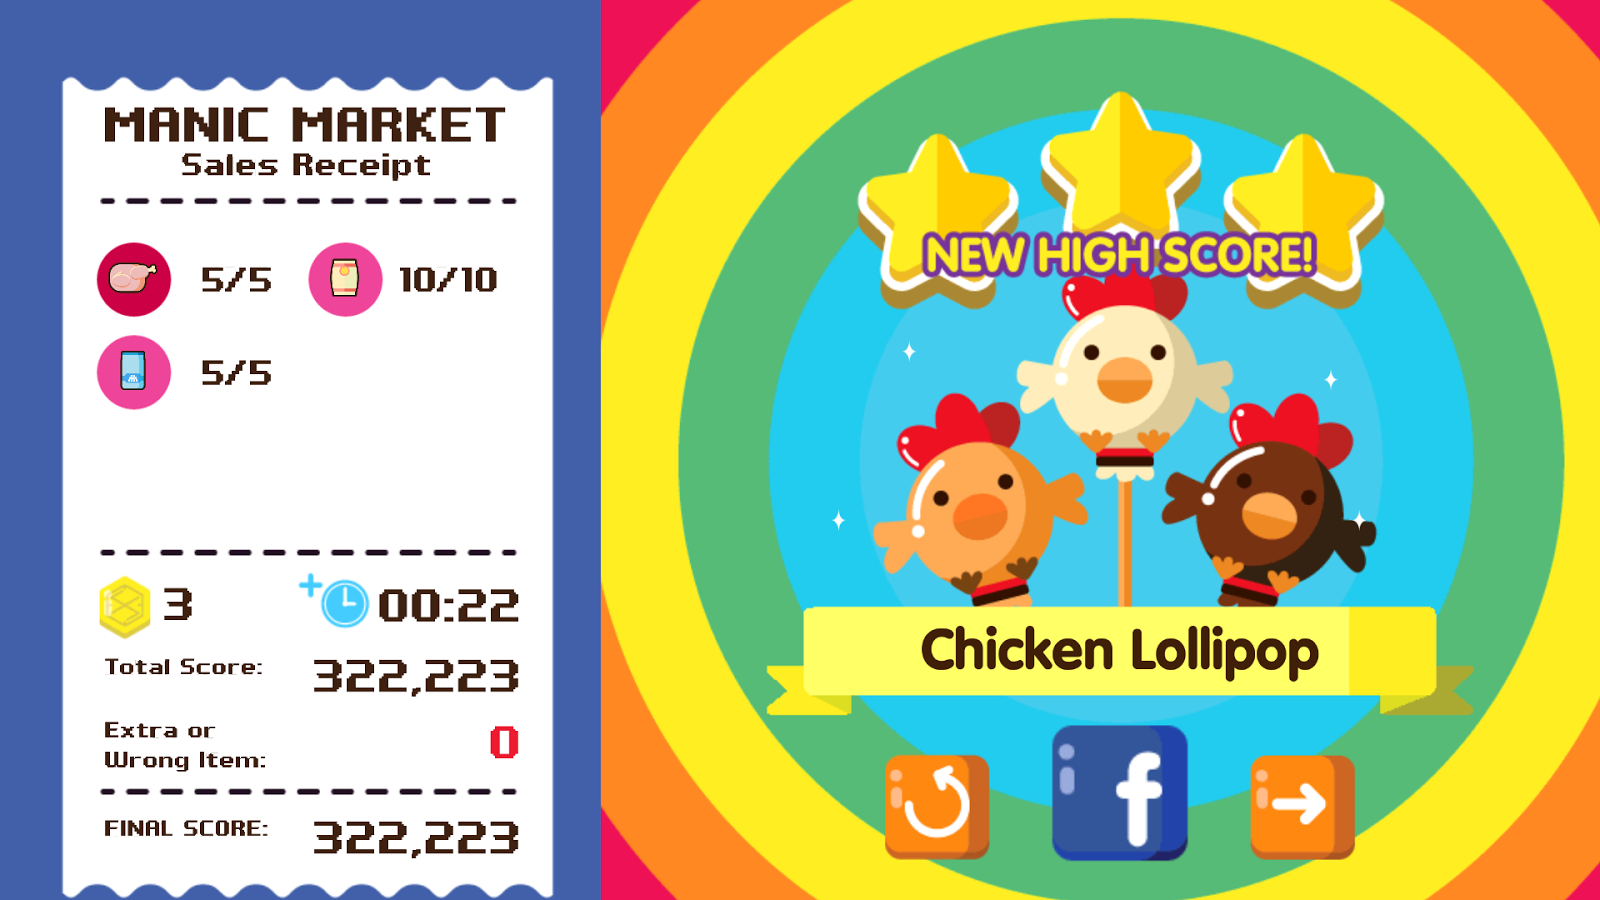 MANIC MARKET
Sales Receipt
5/5 10/10
5/5
3 +00:22
Total Score: 322,223
Extra or
Wrong Item: 0
FINAL SCORE: 322,223
NEW HIGH SCORE!
Chicken Lollipop
f